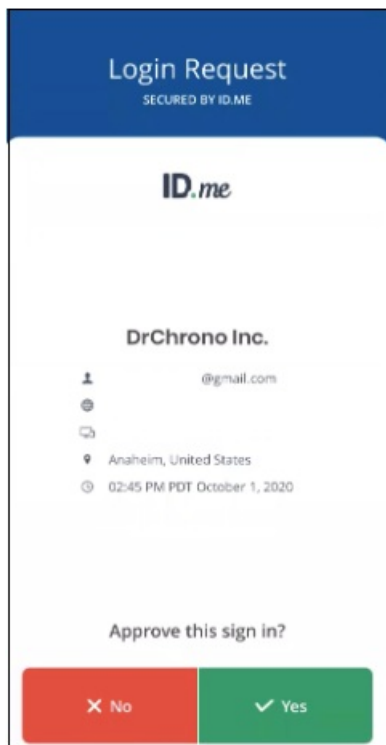 Login Request
SECURED BY ID.ME
ID.me
DrChrono Inc.
@gmail.com
Anaheim, United States
02:45 PM PDT October 1, 2020
Approve this sign in?
No
Yes